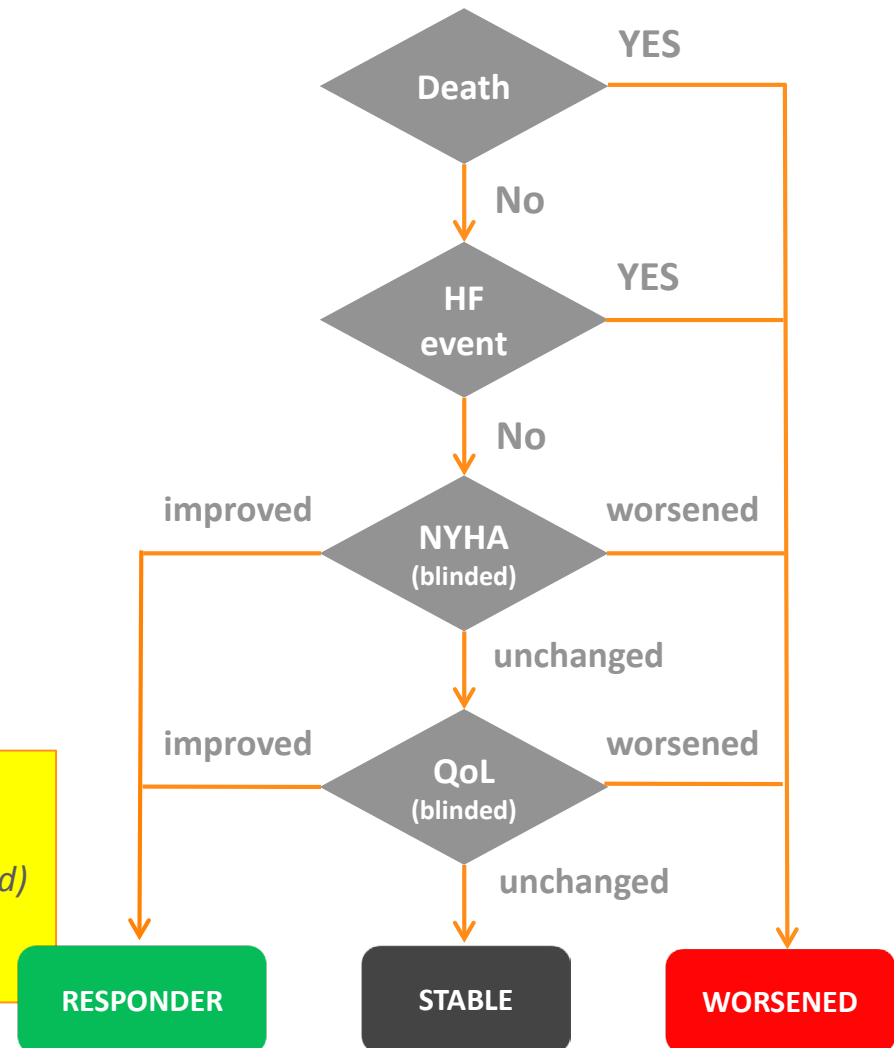 YES
Death
No
YES
HF
event
No
improved
worsened
NYHA
(blinded)
unchanged
improved
worsened
QoL
(blinded)
unchanged
RESPONDER
STABLE
WORSENED